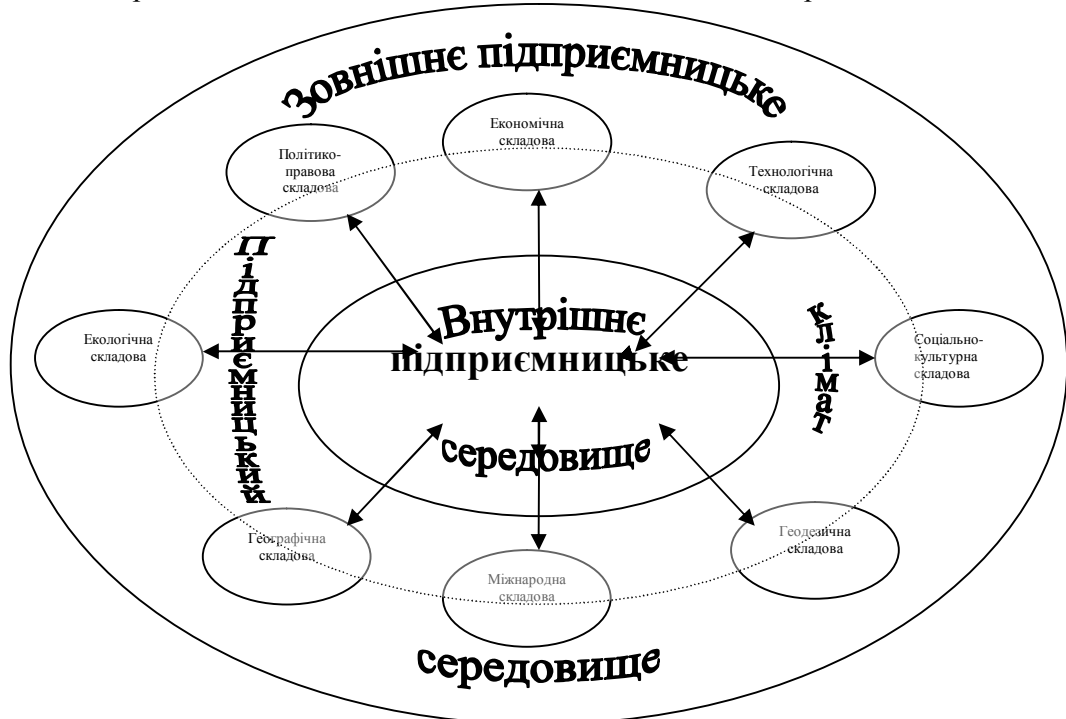 Зовнішнє підприємницьке
Економічна
складова
Політико-
правова
складова
Технологічна
складова
Підприємницький
клімат
Внутрішнє
підприємницьке
середовище
Екологічна
складова
Соціально-
культурна
складова
Географічна
складова
Міжнародна
складова
Геодезична
складова
середовище